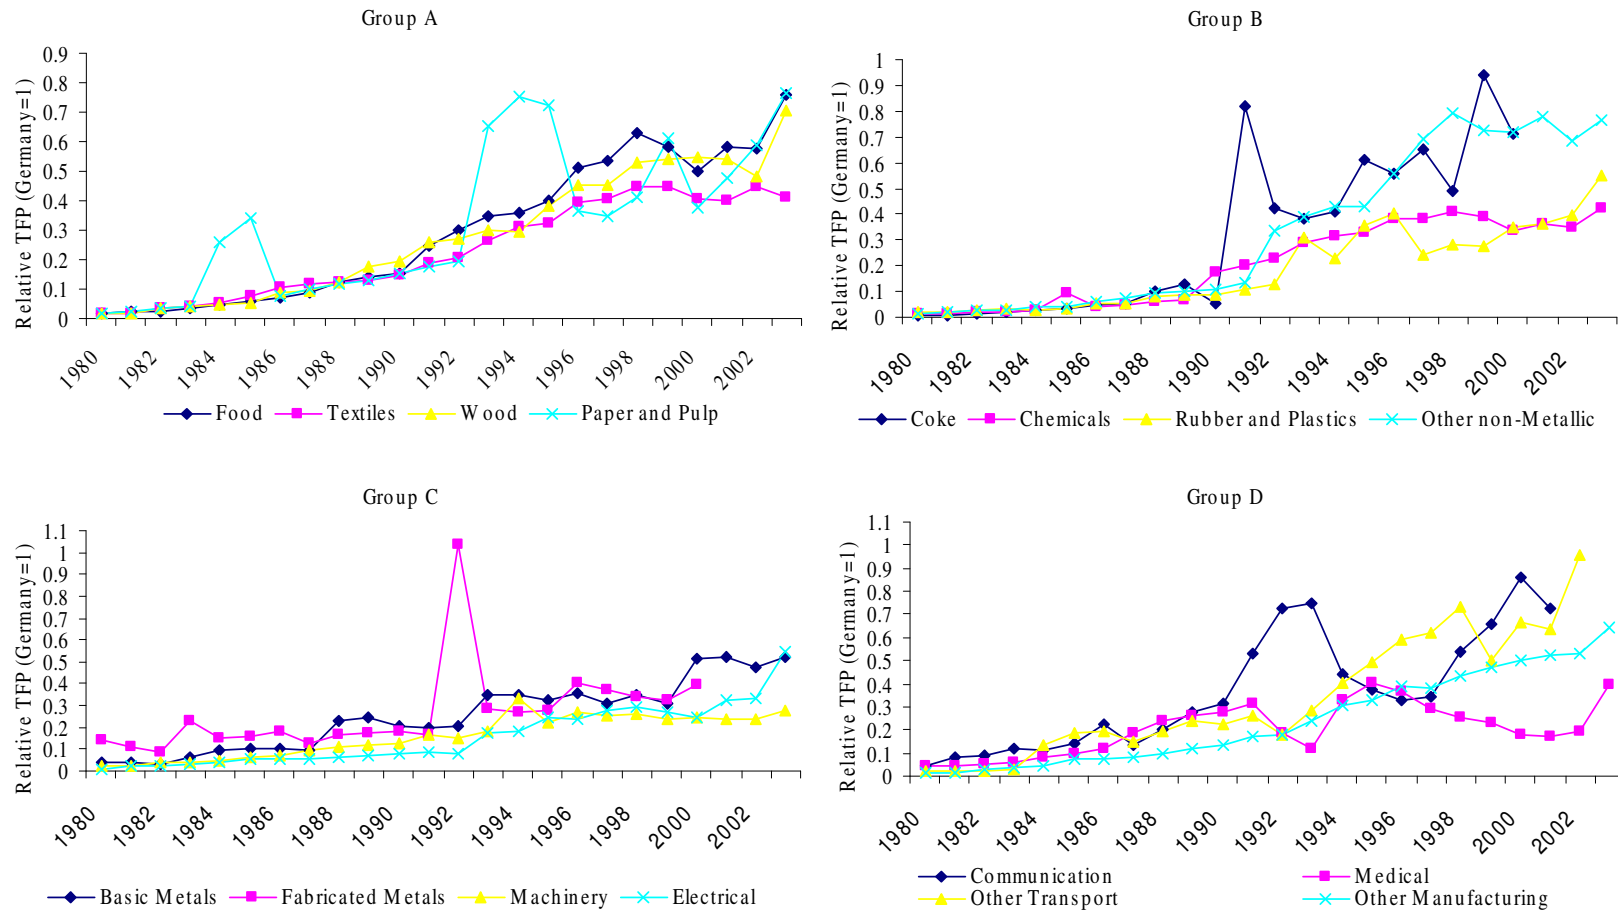 Group A
Relative TFP (Germany=1)
0.9
0.8
0.7
0.6
0.5
0.4
0.3
0.2
0.1
0
1980 1982 1984 1986 1988 1990 1992 1994 1996 1998 2000 2002
Food Textiles Wood Paper and Pulp
Group B
Relative TFP (Germany=1)
1
0.9
0.8
0.7
0.6
0.5
0.4
0.3
0.2
0.1
0
1980 1982 1984 1986 1988 1990 1992 1994 1996 1998 2000 2002
Coke Chemicals Rubber and Plastics Other non-Metallic
Group C
Relative TFP (Germany=1)
1.1
1
0.9
0.8
0.7
0.6
0.5
0.4
0.3
0.2
0.1
0
1980 1982 1984 1986 1988 1990 1992 1994 1996 1998 2000 2002
Basic Metals Fabricated Metals Machinery Electrical
Group D
Relative TFP (Germany=1)
1.1
1
0.9
0.8
0.7
0.6
0.5
0.4
0.3
0.2
0.1
0
1980 1982 1984 1986 1988 1990 1992 1994 1996 1998 2000 2002
Communication Medical
Other Transport Other Manufacturing